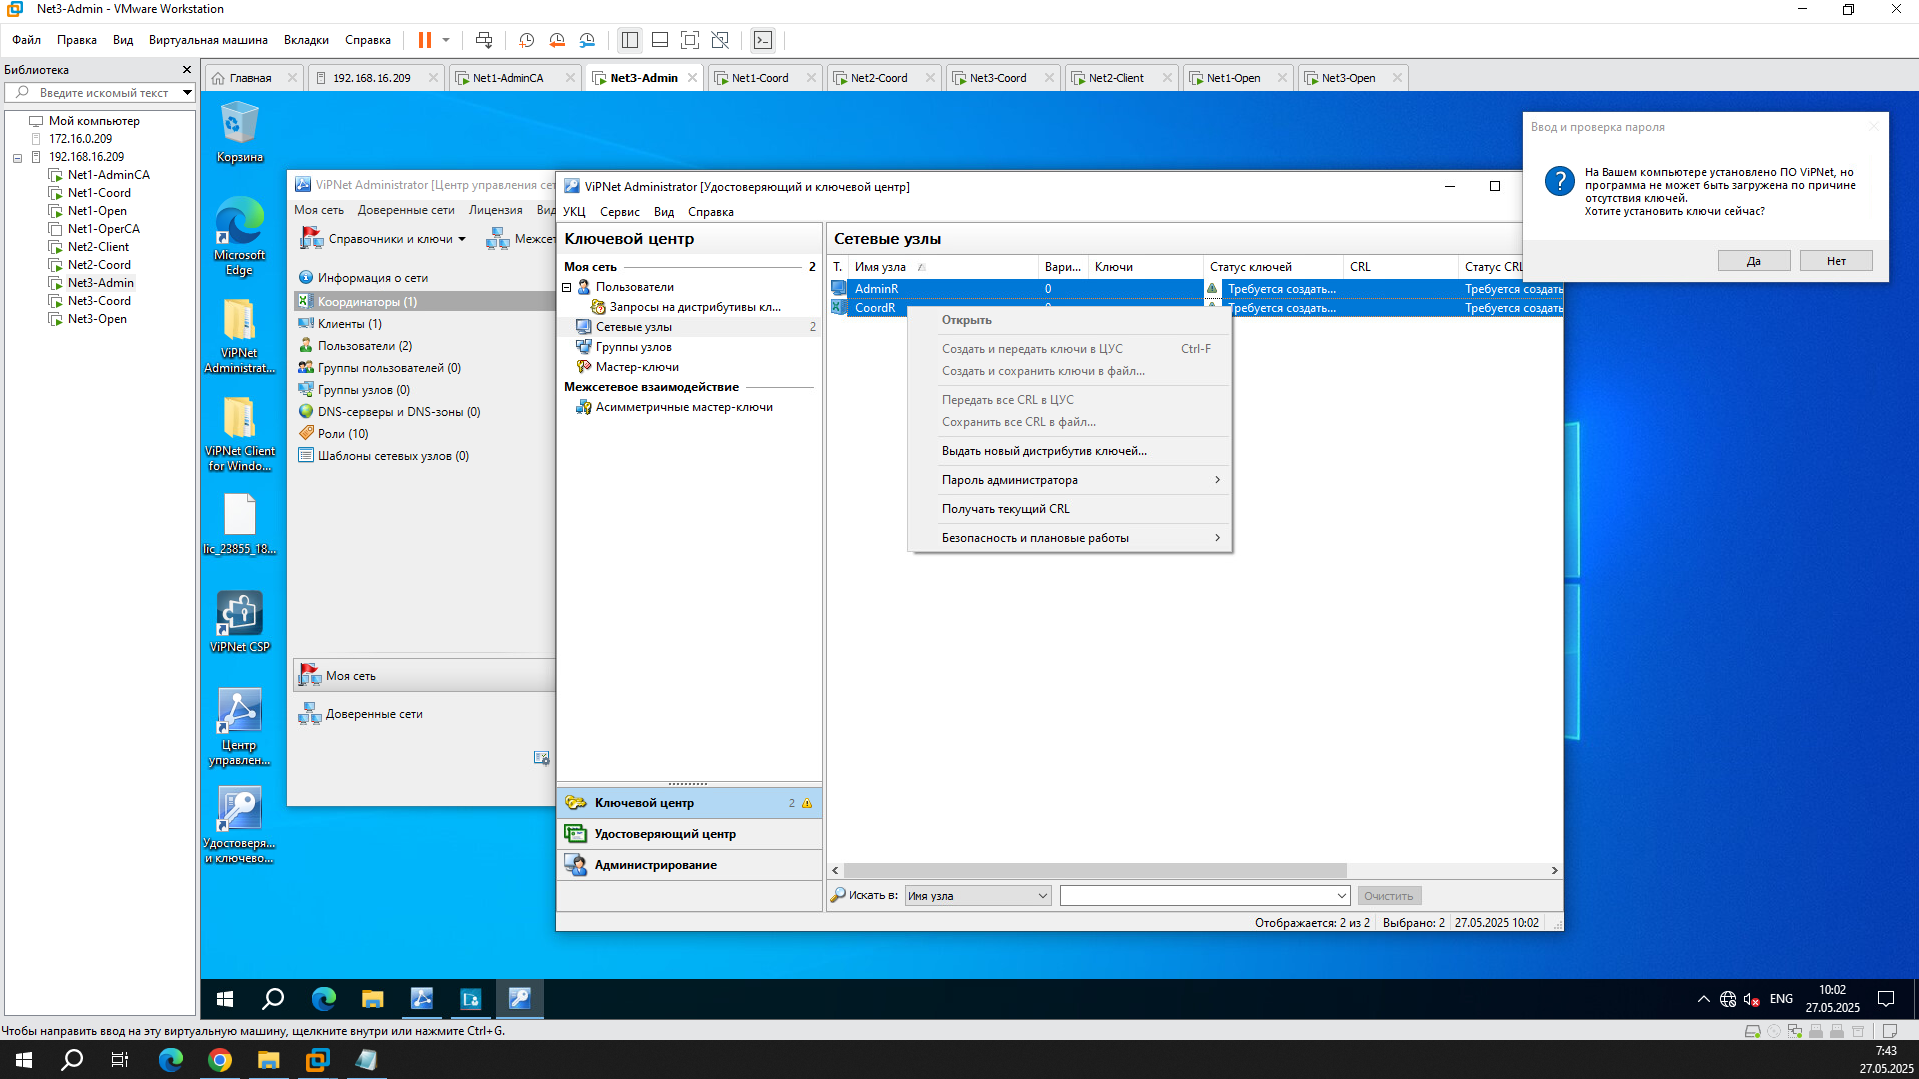 Net3-Admin - VMware Workstation
Файл Правка Вид Виртуальная машина Вкладки Справка
Библиотека
Введите искомый текст
Мой компьютер
172.16.0.209
192.168.16.209
Net1-AdminCA
Net1-Coord
Net1-Open
Net1-OperCA
Net2-Client
Net2-Coord
Net3-Admin
Net3-Coord
Net3-Open
Главная 192.168.16.209 Net1-AdminCA Net3-Admin Net1-Coord Net2-Coord Net3-Coord Net2-Client Net1-Open Net3-Open
Корзина
Microsoft
Edge
ViPNet
Administrat...
ViPNet Client
for Windo...
lic_23855_18...
ViPNet CSP
Центр
управлен...
Удостоверя...
и ключево...
ViPNet Administrator [Центр управления сет
Моя сеть Доверенные сети Лицензия Вид
Справочники и ключи Межсет
Информация о сети
Координаторы (1)
Клиенты (1)
Пользователи (2)
Группы пользователей (0)
Группы узлов (0)
DNS-серверы и DNS-зоны (0)
Роли (10)
Шаблоны сетевых узлов (0)
Моя сеть
Доверенные сети
ViPNet Administrator [Удостоверяющий и ключевой центр]
УКЦ Сервис Вид Справка
Ключевой центр
Моя сеть 2
Пользователи
Запросы на дистрибутивы кл...
Сетевые узлы 2
Группы узлов
Мастер-ключи
Межсетевое взаимодействие
Асимметричные мастер-ключи
Ключевой центр 2
Удостоверяющий центр
Администрирование
Сетевые узлы
Т. Имя узла Вари... Ключи Статус ключей CRL Статус CRL
AdminR 0 Требуется создать... Требуется создать
CoordR Требуется создать... Требуется создать
Открыть
Создать и передать ключи в ЦУС Ctrl-F
Создать и сохранить ключи в файл...
Передать все CRL в ЦУС
Сохранить все CRL в файл...
Выдать новый дистрибутив ключей...
Пароль администратора
Получать текущий CRL
Безопасность и плановые работы
Искать в: Имя узла Очистить
Отображается: 2 из 2 Выбрано: 2 27.05.2025 10:02
Ввод и проверка пароля
На Вашем компьютере установлено ПО ViPNet, но
программа не может быть загружена по причине
отсутствия ключей.
Хотите установить ключи сейчас?
Да Нет
ENG
10:02
27.05.2025
Чтобы направить ввод на эту виртуальную машину, щелкните внутри или нажмите Ctrl+G.
7:43
27.05.2025